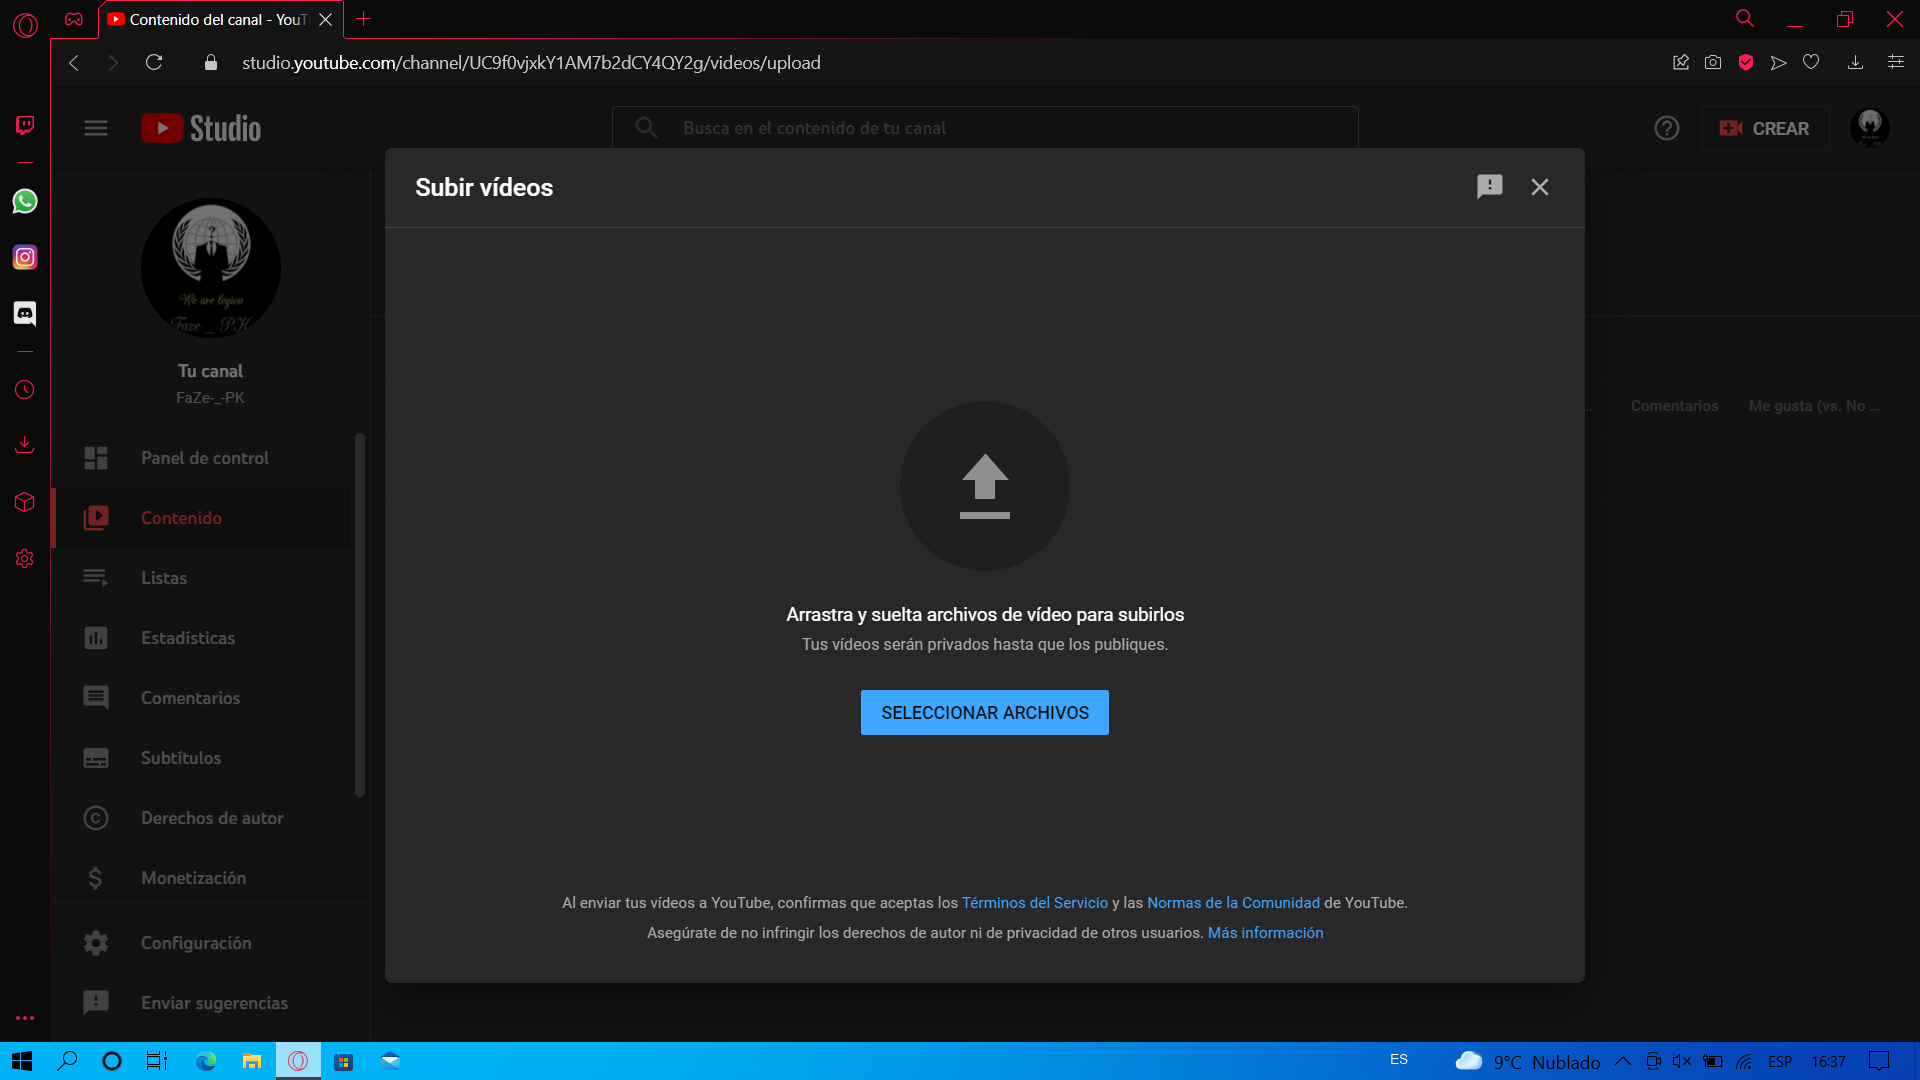 Contenido del canal - YouT
studio.youtube.com/channel/UC9f0vjxkY1AM7b2dCY4QY2g/videos/upload
Studio
Busca en el contenido de tu canal
CREAR
Subir vídeos
We are legion
Faze-_-PK
Tu canal
FaZe-_-PK
Panel de control
Contenido
Listas
Estadísticas
Comentarios
Subtítulos
Derechos de autor
Monetización
Configuración
Enviar sugerencias
... Comentarios Me gusta (vs. No ...
Arrastra y suelta archivos de vídeo para subirlos
Tus vídeos serán privados hasta que los publiques.
SELECCIONAR ARCHIVOS
Al enviar tus vídeos a YouTube, confirmas que aceptas los Términos del Servicio y las Normas de la Comunidad de YouTube.
Asegúrate de no infringir los derechos de autor ni de privacidad de otros usuarios. Más información
ES
9°C Nublado
ESP
16:37